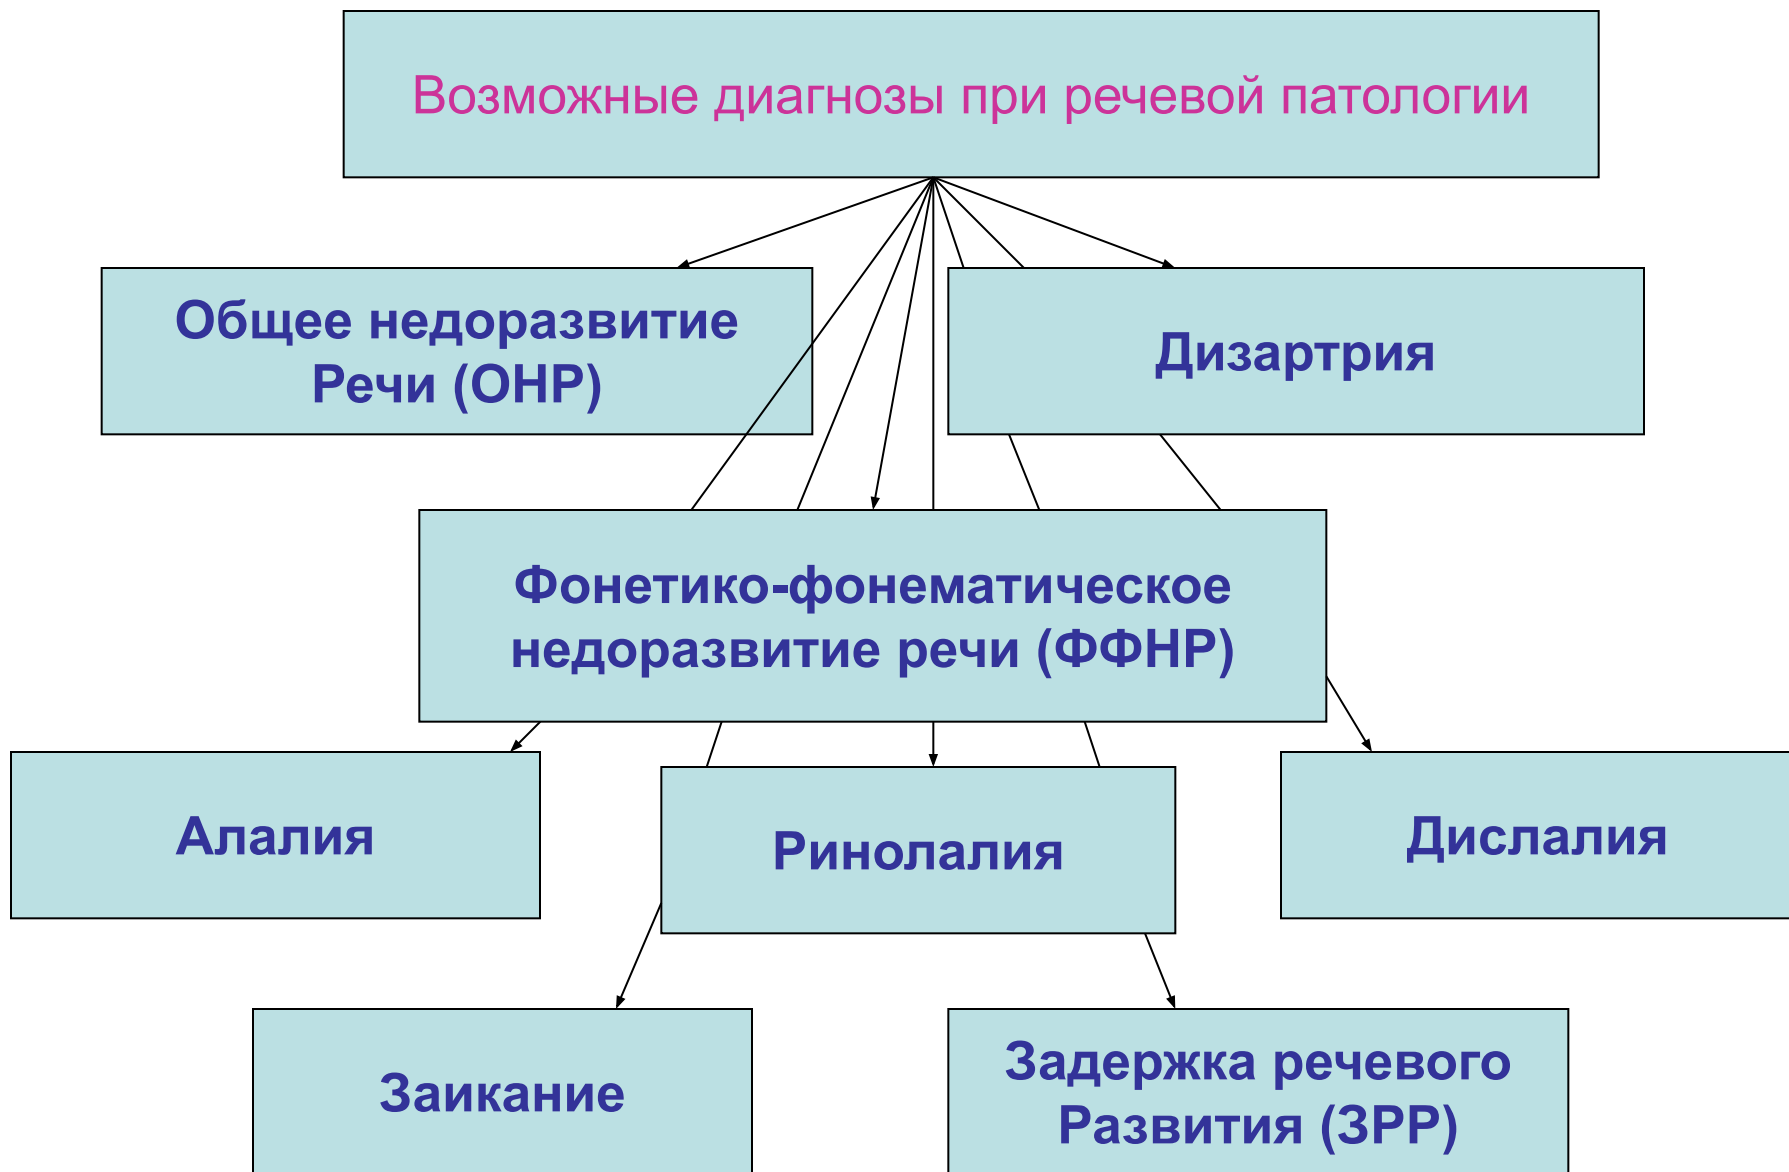 Возможные диагнозы при речевой патологии
Общее недоразвитие
Речи (ОНР)
Дизартрия
Фонетико-фонематическое
недоразвитие речи (ФФНР)
Алалия
Ринолалия
Дислалия
Заикание
Задержка речевого
Развития (ЗРР)